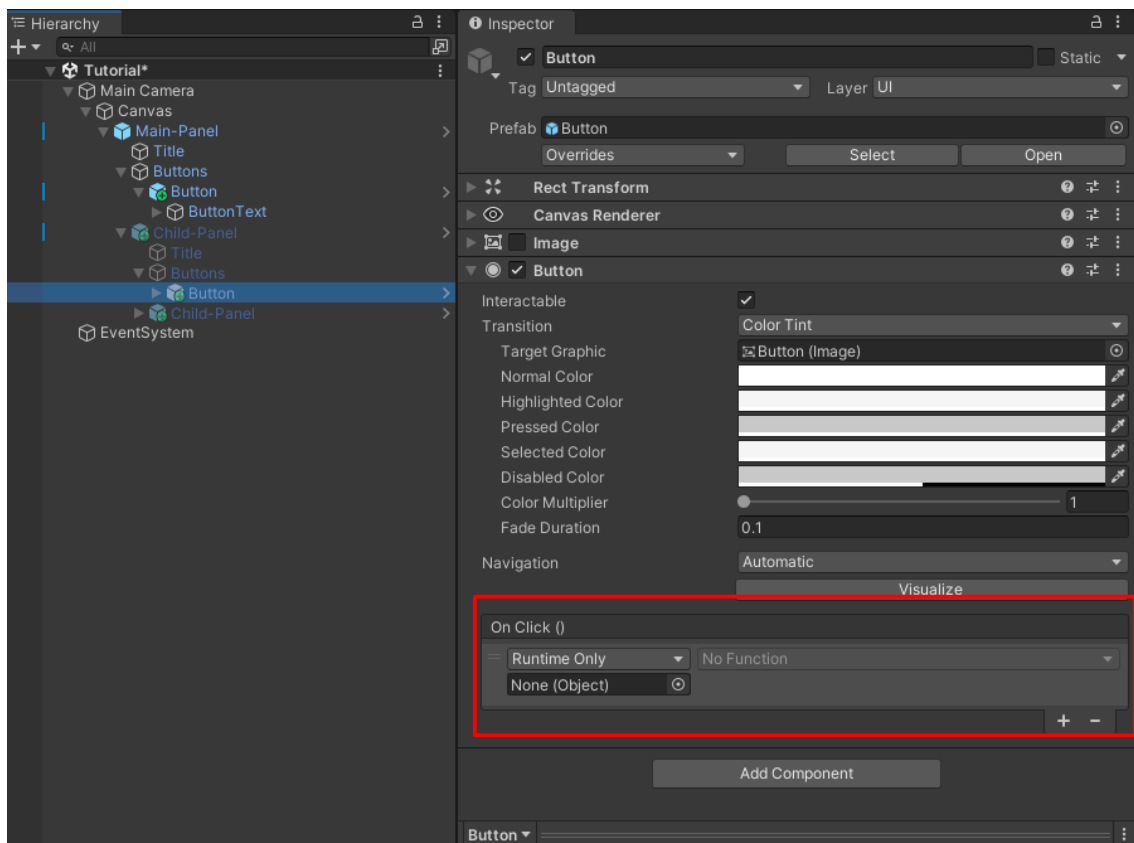 Hierarchy
All
Tutorial*
Main Camera
Canvas
Main-Panel
Title
Buttons
Button
ButtonText
Child-Panel
Title
Buttons
Button
Child-Panel
EventSystem
Inspector
Button Static
Tag Untagged Layer UI
Prefab Button
Overrides Select Open
Rect Transform
Canvas Renderer
Image
Button
Interactable
Transition Color Tint
Target Graphic Button (Image)
Normal Color
Highlighted Color
Pressed Color
Selected Color
Disabled Color
Color Multiplier 1
Fade Duration 0.1
Navigation Automatic
Visualize
On Click ()
Runtime Only No Function
None (Object)
Add Component
Button